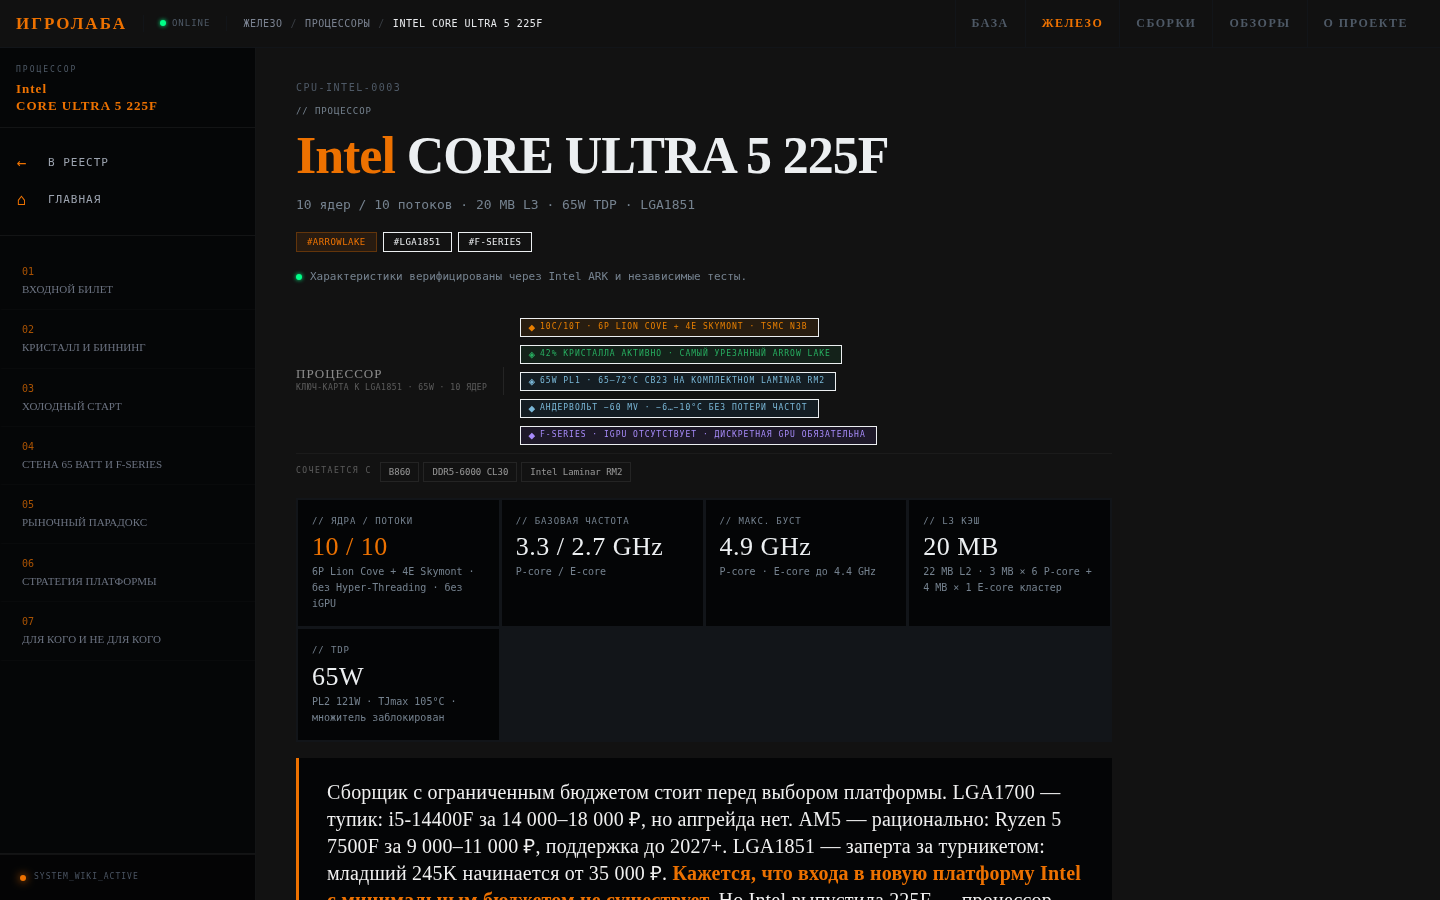 ИГРОЛАБА
ONLINE
ЖЕЛЕЗО / ПРОЦЕССОРЫ / INTEL CORE ULTRA 5 225F
БАЗА
ЖЕЛЕЗО
СБОРКИ
ОБЗОРЫ
О ПРОЕКТЕ
ПРОЦЕССОР
Intel
CORE ULTRA 5 225F
← В РЕЕСТР
⌂ ГЛАВНАЯ
01
ВХОДНОЙ БИЛЕТ
02
КРИСТАЛЛ И БИННИНГ
03
ХОЛОДНЫЙ СТАРТ
04
СТЕНА 65 ВАТТ И F-SERIES
05
РЫНОЧНЫЙ ПАРАДОКС
06
СТРАТЕГИЯ ПЛАТФОРМЫ
07
ДЛЯ КОГО И НЕ ДЛЯ КОГО
SYSTEM_WIKI_ACTIVE
CPU-INTEL-0003
// ПРОЦЕССОР
Intel CORE ULTRA 5 225F
10 ядер / 10 потоков · 20 MB L3 · 65W TDP · LGA1851
#ARROWLAKE #LGA1851 #F-SERIES
Характеристики верифицированы через Intel ARK и независимые тесты.
ПРОЦЕССОР
КЛЮЧ-КАРТА К LGA1851 · 65W · 10 ЯДЕР
◆ 10C/10T · 6P LION COVE + 4E SKYMONT · TSMC N3B
◈ 42% КРИСТАЛЛА АКТИВНО · САМЫЙ УРЕЗАННЫЙ ARROW LAKE
◈ 65W PL1 · 65–72°C CB23 НА КОМПЛЕКТНОМ LAMINAR RM2
◆ АНДЕРВОЛЬТ −60 MV · −6…−10°C БЕЗ ПОТЕРИ ЧАСТОТ
◆ F-SERIES · IGPU ОТСУТСТВУЕТ · ДИСКРЕТНАЯ GPU ОБЯЗАТЕЛЬНА
СОЧЕТАЕТСЯ С B860 DDR5-6000 CL30 Intel Laminar RM2
// ЯДРА / ПОТОКИ
10 / 10
6P Lion Cove + 4E Skymont ·
без Hyper-Threading · без
iGPU
// БАЗОВАЯ ЧАСТОТА
3.3 / 2.7 GHz
P-core / E-core
// МАКС. БУСТ
4.9 GHz
P-core · E-core до 4.4 GHz
// L3 КЭШ
20 MB
22 MB L2 · 3 MB × 6 P-core +
4 MB × 1 E-core кластер
// TDP
65W
PL2 121W · TJmax 105°C ·
множитель заблокирован
Сборщик с ограниченным бюджетом стоит перед выбором платформы. LGA1700 —
тупик: i5-14400F за 14 000–18 000 ₽, но апгрейда нет. AM5 — рационально: Ryzen 5
7500F за 9 000–11 000 ₽, поддержка до 2027+. LGA1851 — заперта за турникетом:
младший 245K начинается от 35 000 ₽. Кажется, что входа в новую платформу Intel
с минимальным бюджетом не существует. Но Intel выпустила 225F — процессор,